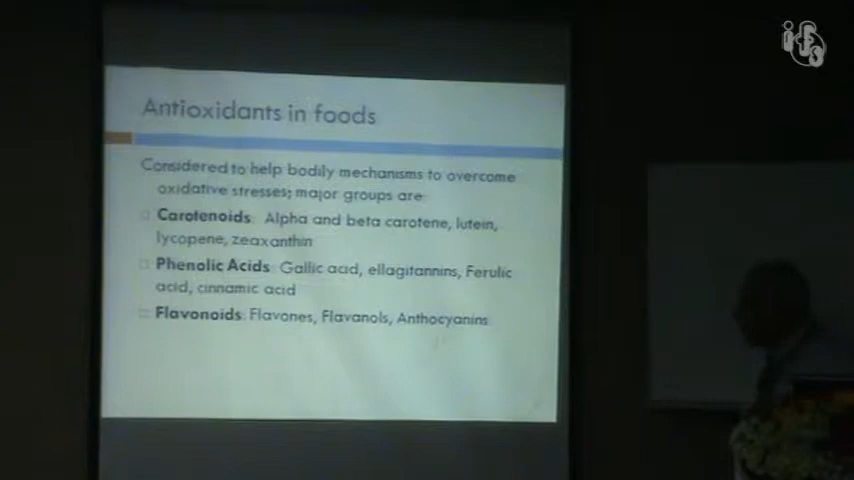 Antioxidants in foods
Considered to help bodily mechanisms to overcome
oxidative stresses; major groups are
Carotenoids: Alpha and beta carotene, lutein,
lycopene, zeaxanthin
Phenolic Acids: Gallic acid, ellagitannins, Ferulic
acid, cinnamic acid
Flavonoids: Flavones, Flavanols, Anthocyanins